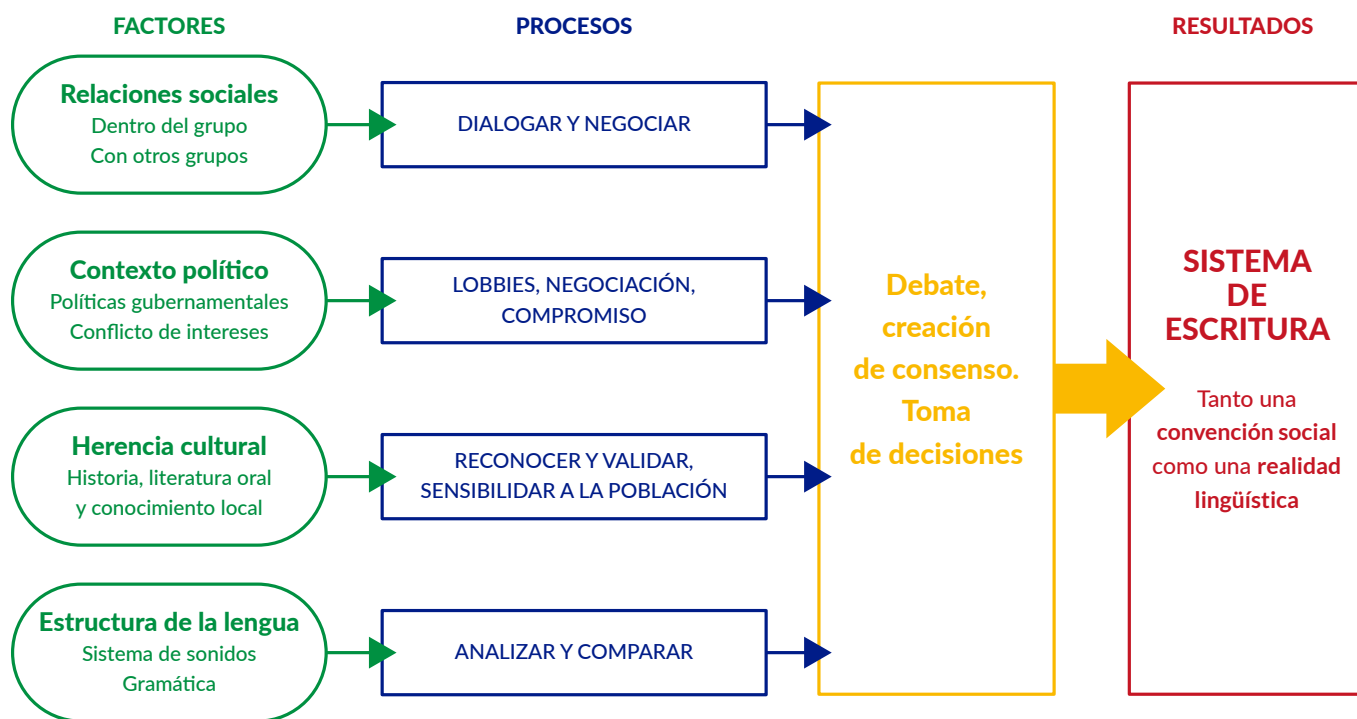 FACTORES
PROCESOS
RESULTADOS
Relaciones sociales
Dentro del grupo
Con otros grupos
DIALOGAR Y NEGOCIAR
Contexto político
Políticas gubernamentales
Conflicto de intereses
LOBBIES, NEGOCIACIÓN,
COMPROMISO
Herencia cultural
Historia, literatura oral
y conocimiento local
RECONOCER Y VALIDAR,
SENSIBILIDAR A LA POBLACIÓN
Estructura de la lengua
Sistema de sonidos
Gramática
ANALIZAR Y COMPARAR
Debate,
creación
de consenso.
Toma
de decisiones
SISTEMA
DE
ESCRITURA
Tanto una
convención social
como una realidad
lingüística